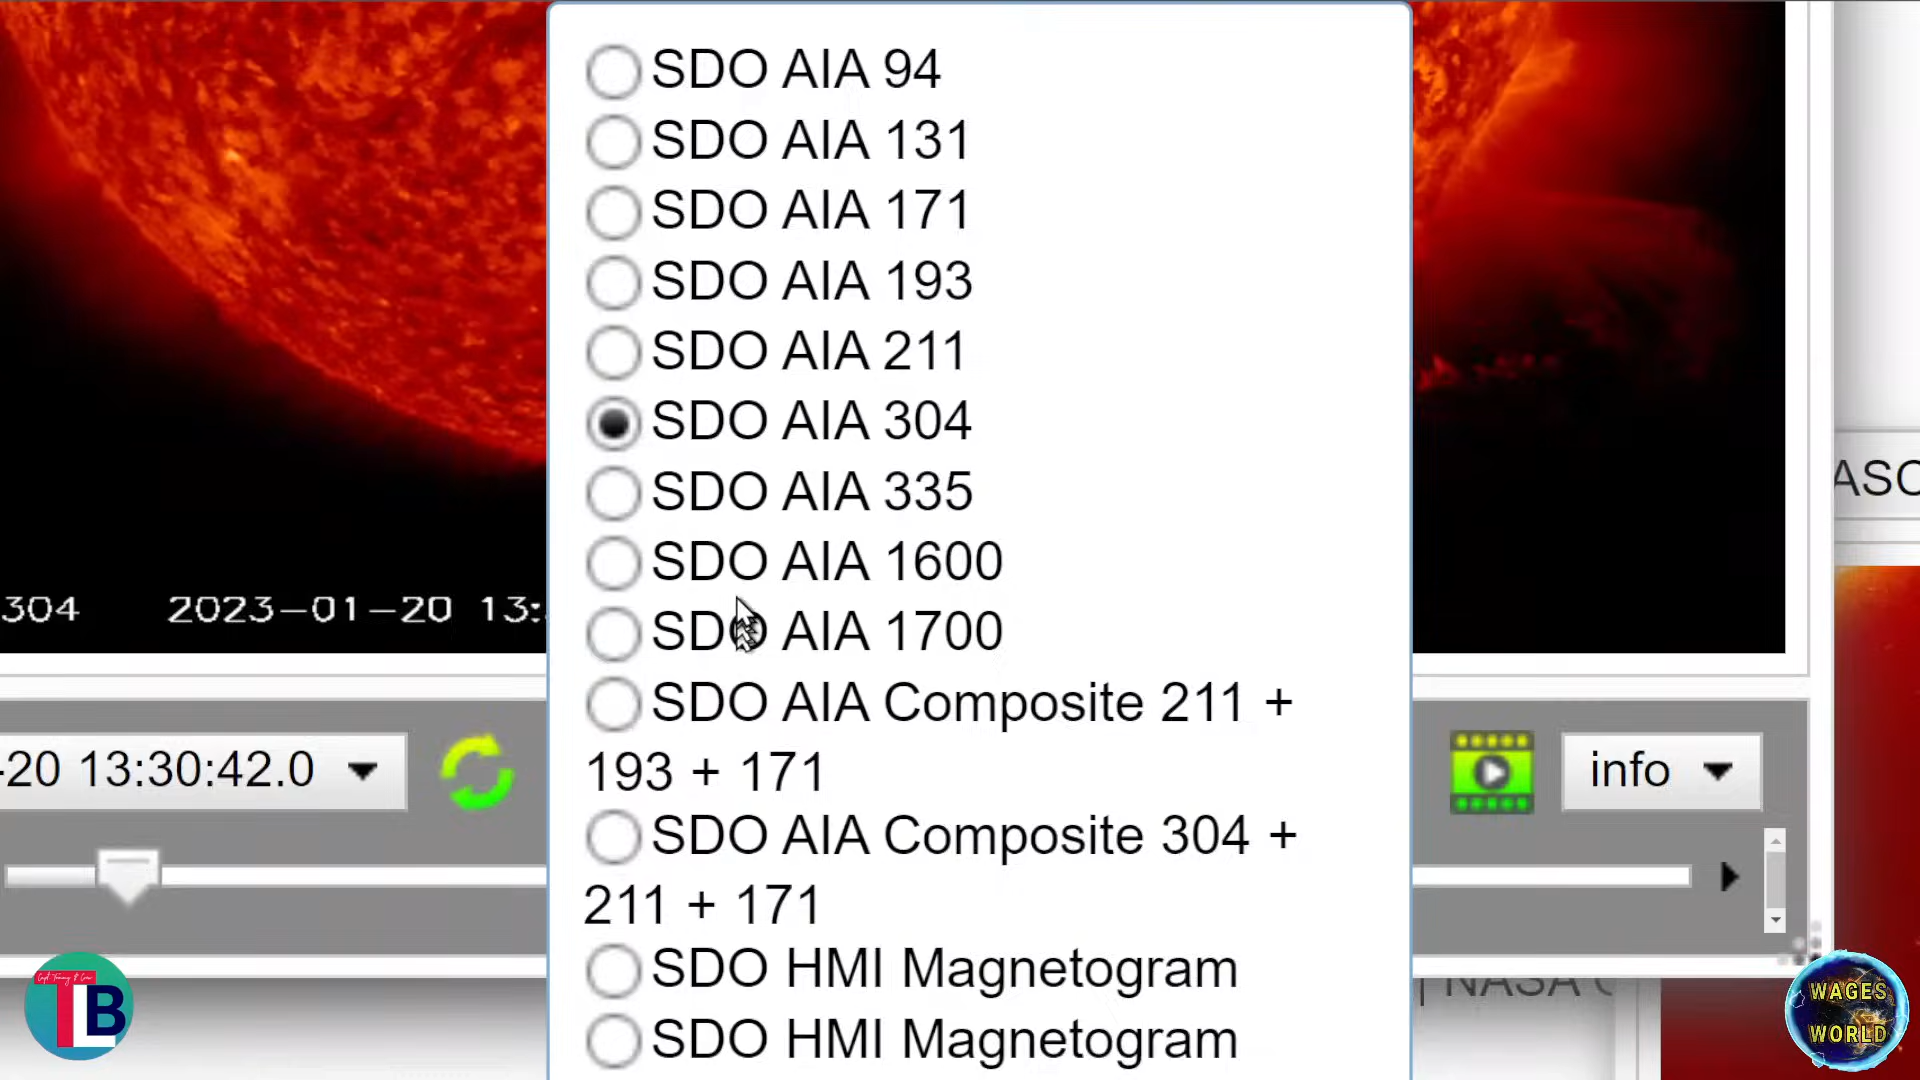 SDO AIA 94
SDO AIA 131
SDO AIA 171
SDO AIA 193
SDO AIA 211
SDO AIA 304
SDO AIA 335
SDO AIA 1600
SDO AIA 1700
SDO AIA Composite 211 +
193 + 171
SDO AIA Composite 304 +
211 + 171
SDO HMI Magnetogram
SDO HMI Magnetogram
304 2023-01-20 13:
-20 13:30:42.0
info
ASC
NASA
TLB
WAGES
WORLD